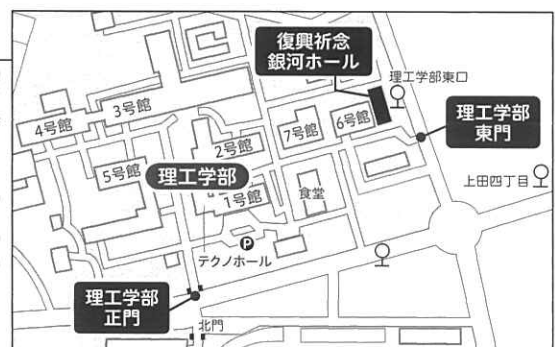 復興祈念
銀河ホール
理工学部東口
3号館
4号館
7号館
6号館
理工学部
東門
2号館
5号館
理工学部
上田四丁目
1号館
食堂
P
テクノホール
理工学部
正門
北門